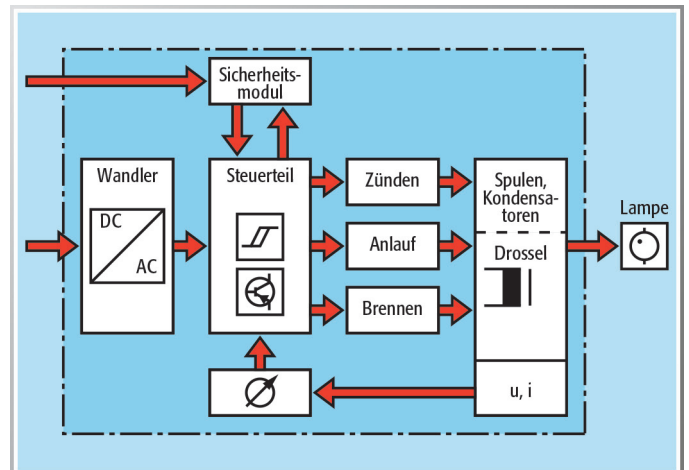 Sicherheits-
modul
Wandler
DC
AC
Steuerteil
Zünden
Anlauf
Brennen
Spulen,
Kondensa-
toren
Drossel
u, i
Lampe